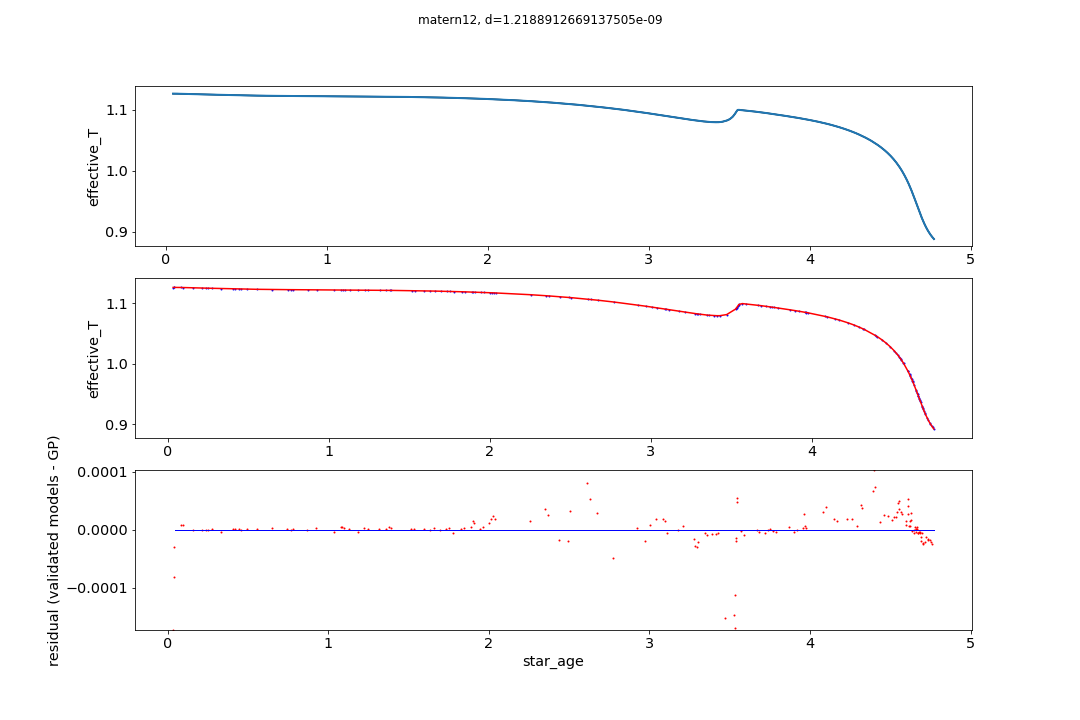 matern12, d=1.2188912669137505e-09
effective_T
1.1
1.0
0.9
0 1 2 3 4 5
effective_T
1.1
1.0
0.9
0 1 2 3 4
residual (validated models - GP)
0.0001
0.0000
−0.0001
0 1 2 3 4 5
star_age